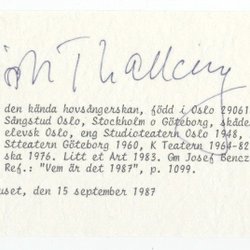 den kända hovsångerskan, född i Oslo 29061
Sångstud Oslo, Stockholm o Göteborg, skåde
elevsk Oslo, eng Studioteatern Oslo 1948,
Stteatern Göteborg 1960, K Teatern 1964-82
ska 1976. Litt et Art 1983. Gm Josef Bencz
Ref.: "Vem är det 1987", p. 1099.
uset, den 15 september 1987